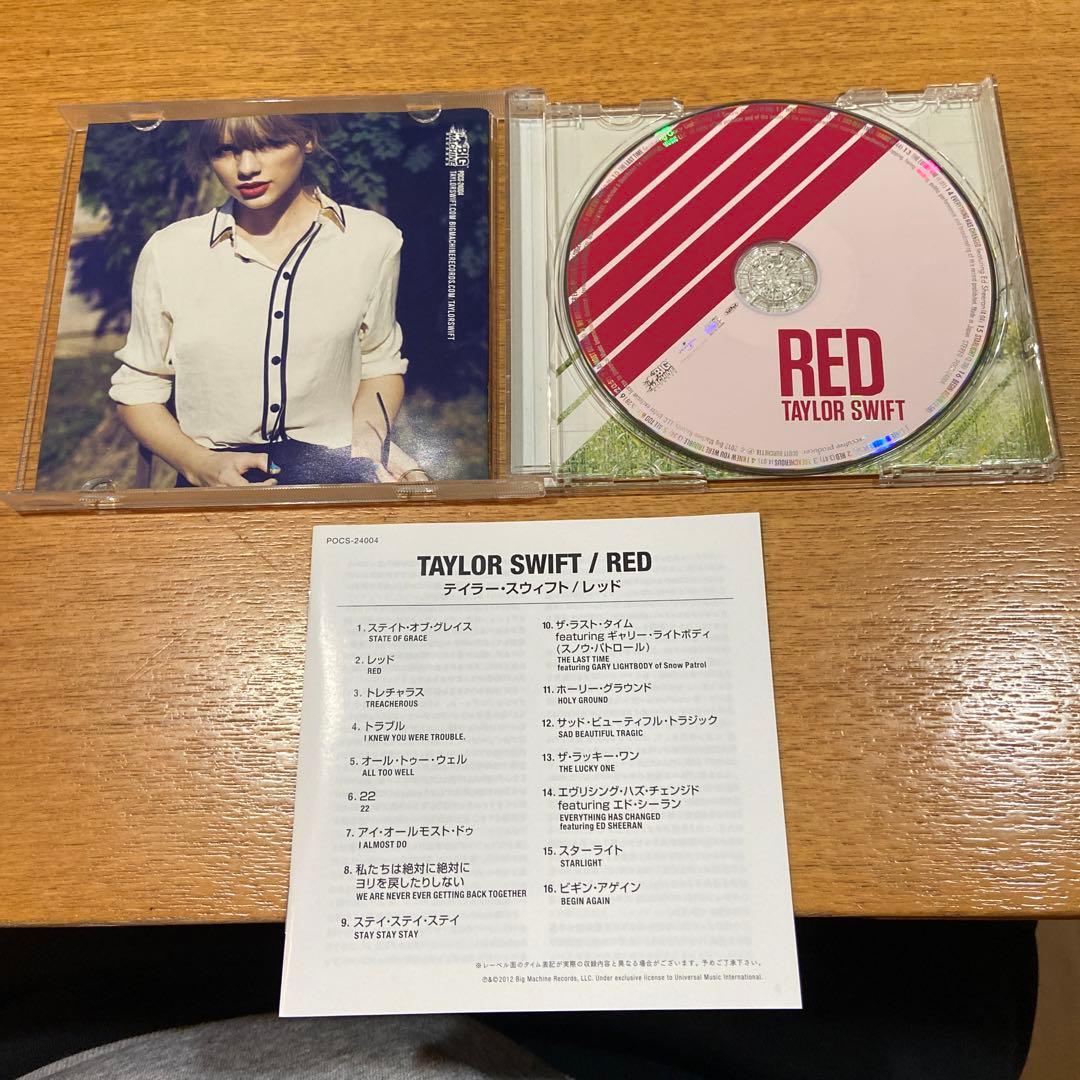 BIG
MACHINE
POCS-24004
TAYLORSWIFT.COM BIGMACHINERECORDS.COM/TAYLORSWIFT
RED
TAYLOR SWIFT
POCS-24004
TAYLOR SWIFT / RED
テイラー・スウィフト/レッド
1. ステイト・オブ・グレイス
STATE OF GRACE
2. レッド
RED
3. トレチャラス
TREACHEROUS
4. トラブル
I KNEW YOU WERE TROUBLE.
5. オール・トゥー・ウェル
ALL TOO WELL
6. 22
22
7. アイ・オールモスト・ドゥ
I ALMOST DO
8. 私たちは絶対に絶対に
ヨリを戻したりしない
WE ARE NEVER EVER GETTING BACK TOGETHER
9. ステイ・ステイ・ステイ
STAY STAY STAY
10. ザ・ラスト・タイム
featuring ギャリー・ライトボディ
(スノウ・パトロール)
THE LAST TIME
featuring GARY LIGHTBODY of Snow Patrol
11. ホーリー・グラウンド
HOLY GROUND
12. サッド・ビューティフル・トラジック
SAD BEAUTIFUL TRAGIC
13. ザ・ラッキー・ワン
THE LUCKY ONE
14. エヴリシング・ハズ・チェンジド
featuring エド・シーラン
EVERYTHING HAS CHANGED
featuring ED SHEERAN
15. スターライト
STARLIGHT
16. ビギン・アゲイン
BEGIN AGAIN
※レーベル面のタイム表記が実際の収録内容と異なる場合がございます。予めご了承下さい。
℗&©2012 Big Machine Records, LLC. Under exclusive license to Universal Music International.